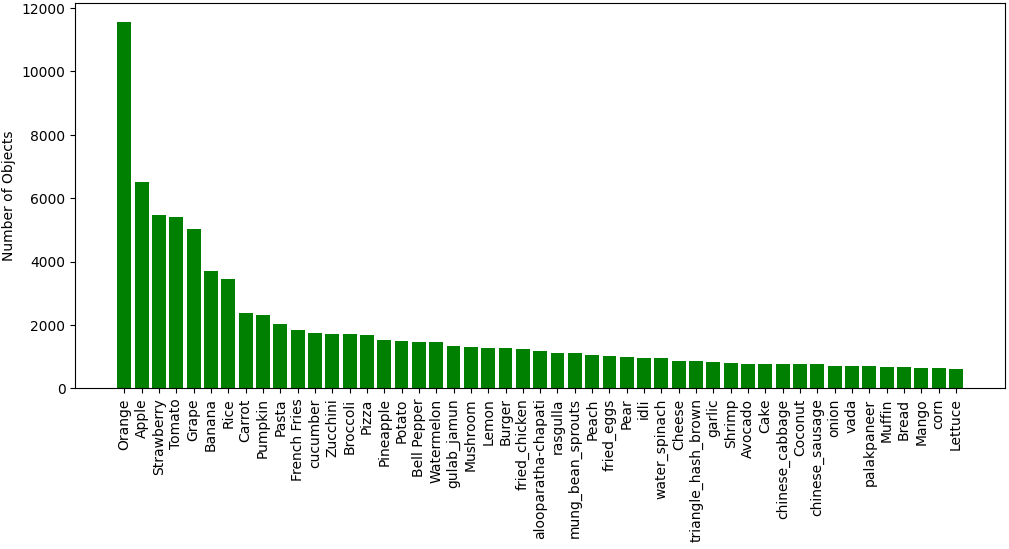 Number of Objects
12000
10000
8000
6000
4000
2000
0
Orange
Apple
Strawberry
Tomato
Grape
Banana
Rice
Carrot
Pumpkin
Pasta
French Fries
cucumber
Zucchini
Broccoli
Pizza
Pineapple
Potato
Bell Pepper
Watermelon
gulab_jamun
Mushroom
Lemon
Burger
fried_chicken
alooparatha-chapati
rasgulla
mung_bean_sprouts
Peach
fried_eggs
Pear
idli
water_spinach
Cheese
triangle_hash_brown
garlic
Shrimp
Avocado
Cake
chinese_cabbage
Coconut
chinese_sausage
onion
vada
palakpaneer
Muffin
Bread
Mango
corn
Lettuce